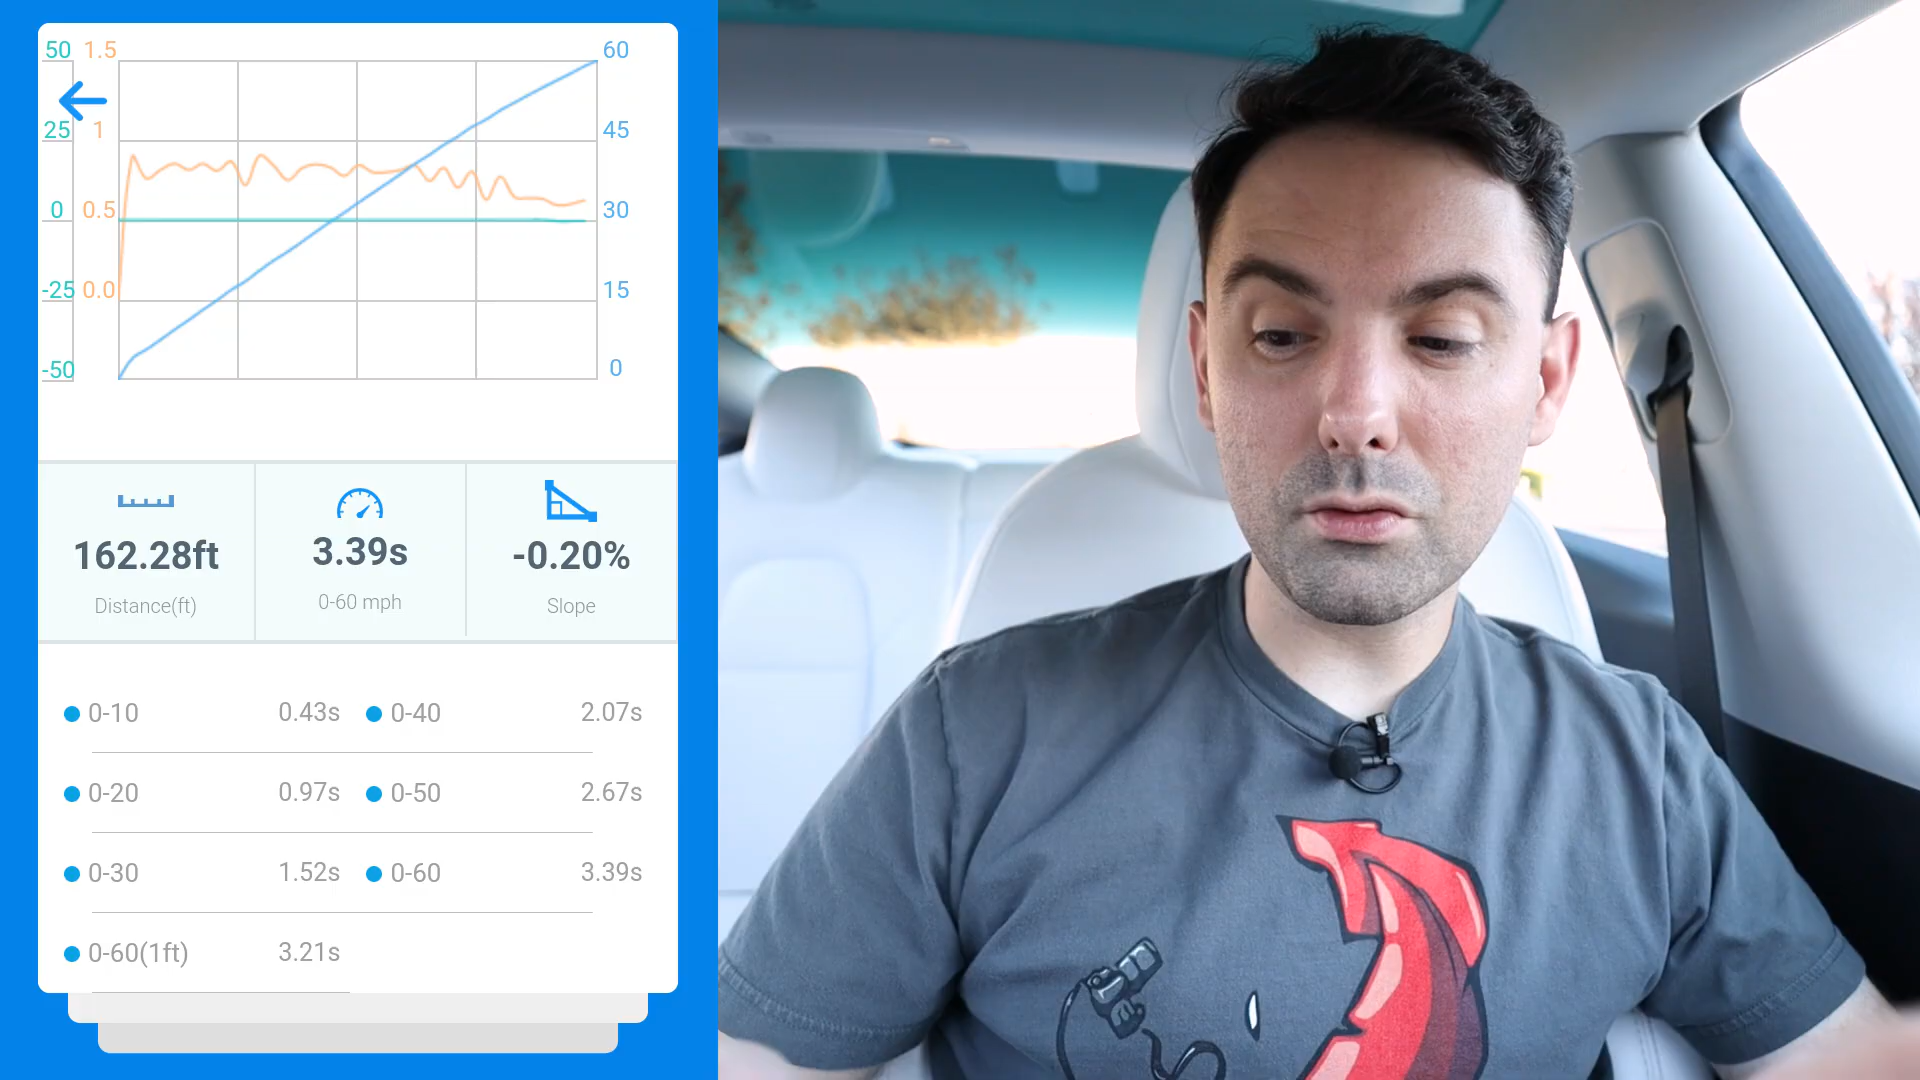 50 1.5 60
25 1 45
0 0.5 30
-25 0.0 15
-50 0
162.28ft 3.39s -0.20%
Distance(ft) 0-60 mph Slope
0-10 0.43s 0-40 2.07s
0-20 0.97s 0-50 2.67s
0-30 1.52s 0-60 3.39s
0-60(1ft) 3.21s